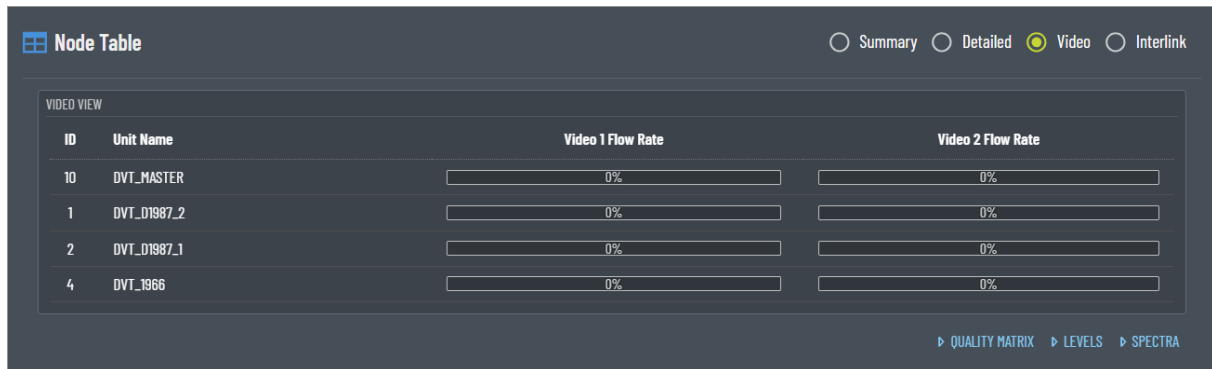 Node Table Summary Detailed Video Interlink
VIDEO VIEW
ID Unit Name Video 1 Flow Rate Video 2 Flow Rate
10 DVT_MASTER 0% 0%
1 DVT_D1987_2 0% 0%
2 DVT_D1987_1 0% 0%
4 DVT_1966 0% 0%
QUALITY MATRIX LEVELS SPECTRA